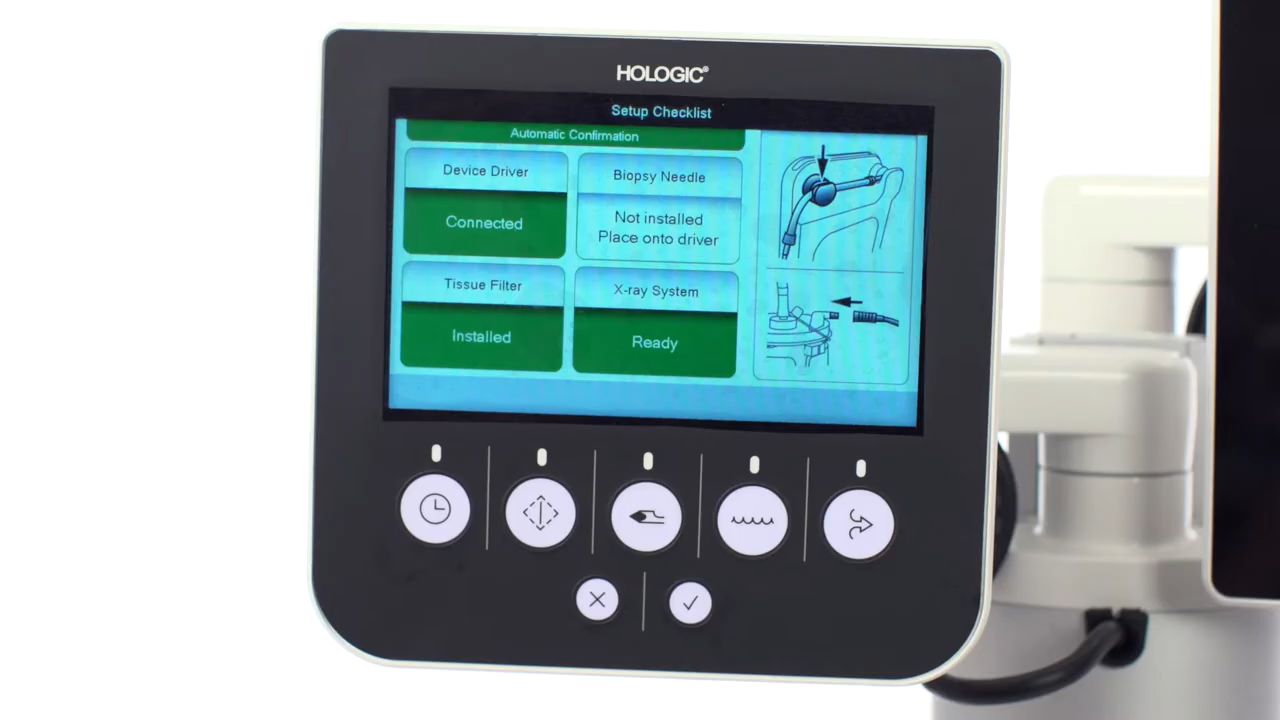 HOLOGIC®
Setup Checklist
Automatic Confirmation
Device Driver
Connected
Biopsy Needle
Not installed
Place onto driver
Tissue Filter
Installed
X-ray System
Ready